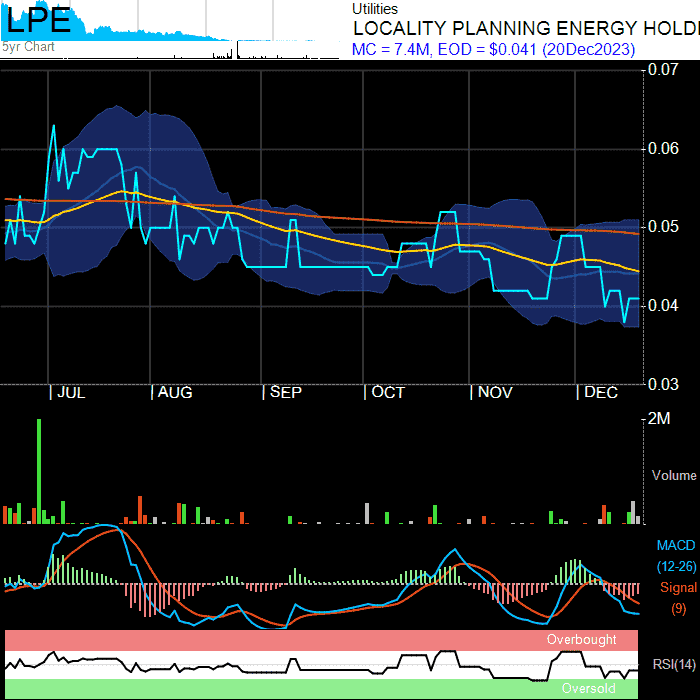 LPE
5yr Chart
Utilities
LOCALITY PLANNING ENERGY HOLDI
MC = 7.4M, EOD = $0.041 (20Dec2023)
0.07
0.06
0.05
0.04
0.03
JUL AUG SEP OCT NOV DEC
2M
Volume
MACD
(12-26)
Signal
(9)
Overbought
RSI(14)
Oversold